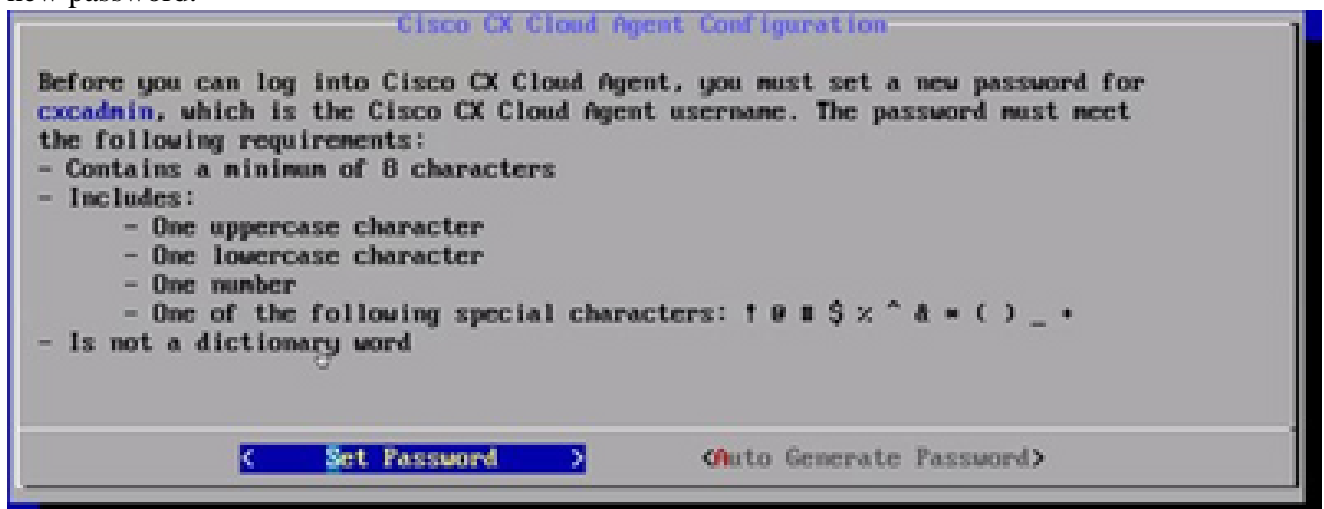 new password.
Cisco CX Cloud Agent Configuration
Before you can log into Cisco CX Cloud Agent, you must set a new password for
cxcadmin, which is the Cisco CX Cloud Agent username. The password must meet
the following requirements:
- Contains a minimum of 8 characters
- Includes:
- One uppercase character
- One lowercase character
- One number
- One of the following special characters: ! @ # $ % ^ & * ( ) _ +
- Is not a dictionary word
< Set Password > <Auto Generate Password>